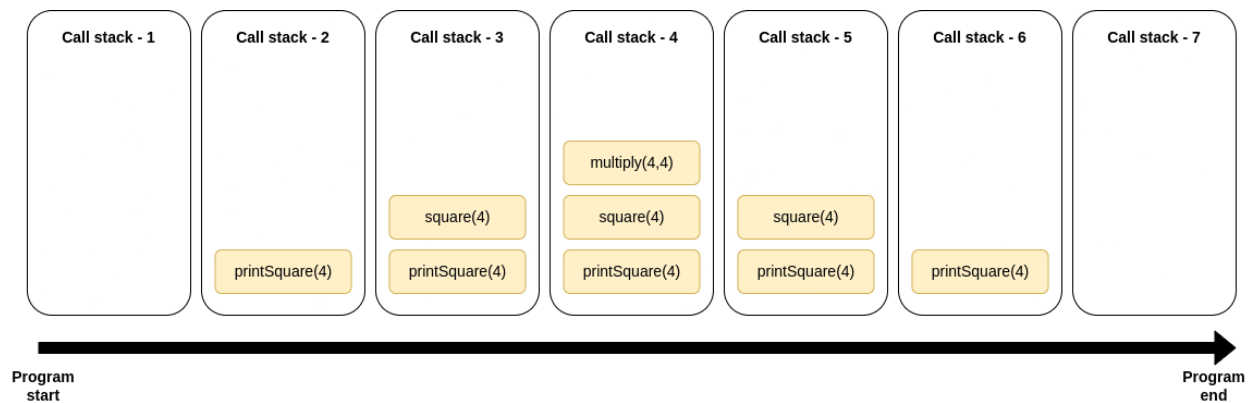 Call stack - 1
Call stack - 2
Call stack - 3
Call stack - 4
Call stack - 5
Call stack - 6
Call stack - 7
multiply(4,4)
square(4)
square(4)
square(4)
printSquare(4)
printSquare(4)
printSquare(4)
printSquare(4)
printSquare(4)
Program
start
Program
end